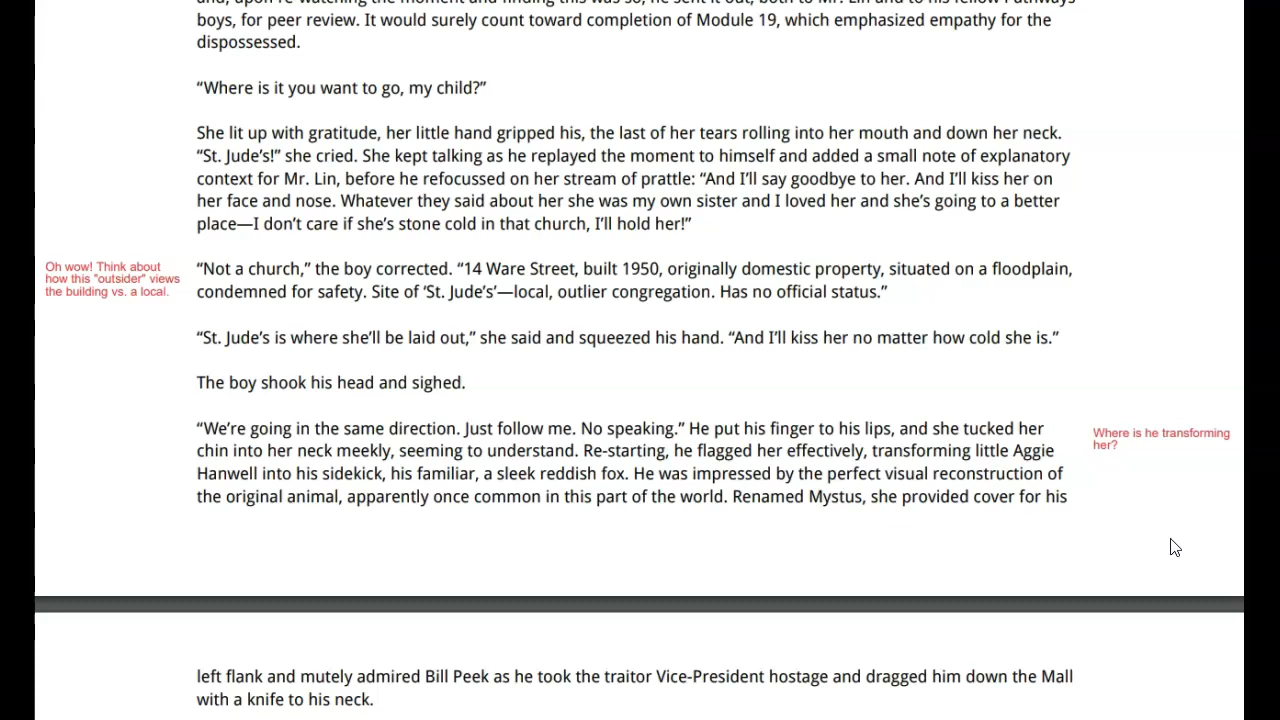 boys, for peer review. It would surely count toward completion of Module 19, which emphasized empathy for the
dispossessed.
“Where is it you want to go, my child?”
She lit up with gratitude, her little hand gripped his, the last of her tears rolling into her mouth and down her neck.
“St. Jude’s!” she cried. She kept talking as he replayed the moment to himself and added a small note of explanatory
context for Mr. Lin, before he refocussed on her stream of prattle: “And I’ll say goodbye to her. And I’ll kiss her on
her face and nose. Whatever they said about her she was my own sister and I loved her and she’s going to a better
place—I don’t care if she’s stone cold in that church, I’ll hold her!”
Oh wow! Think about
how this "outsider" views
the building vs. a local.
“Not a church,” the boy corrected. “14 Ware Street, built 1950, originally domestic property, situated on a floodplain,
condemned for safety. Site of ‘St. Jude’s’—local, outlier congregation. Has no official status.”
“St. Jude’s is where she’ll be laid out,” she said and squeezed his hand. “And I’ll kiss her no matter how cold she is.”
The boy shook his head and sighed.
“We’re going in the same direction. Just follow me. No speaking.” He put his finger to his lips, and she tucked her
chin into her neck meekly, seeming to understand. Re-starting, he flagged her effectively, transforming little Aggie
Hanwell into his sidekick, his familiar, a sleek reddish fox. He was impressed by the perfect visual reconstruction of
the original animal, apparently once common in this part of the world. Renamed Mystus, she provided cover for his
Where is he transforming
her?
left flank and mutely admired Bill Peek as he took the traitor Vice-President hostage and dragged him down the Mall
with a knife to his neck.